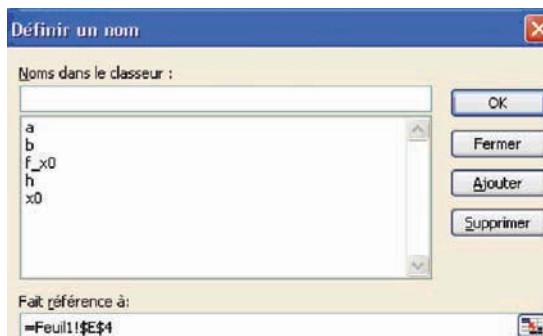 Définir un nom
Noms dans le classeur :
OK
a
b
f_x0
h
x0
Fermer
Ajouter
Supprimer
Fait référence à:
=Feuil1!$E$4